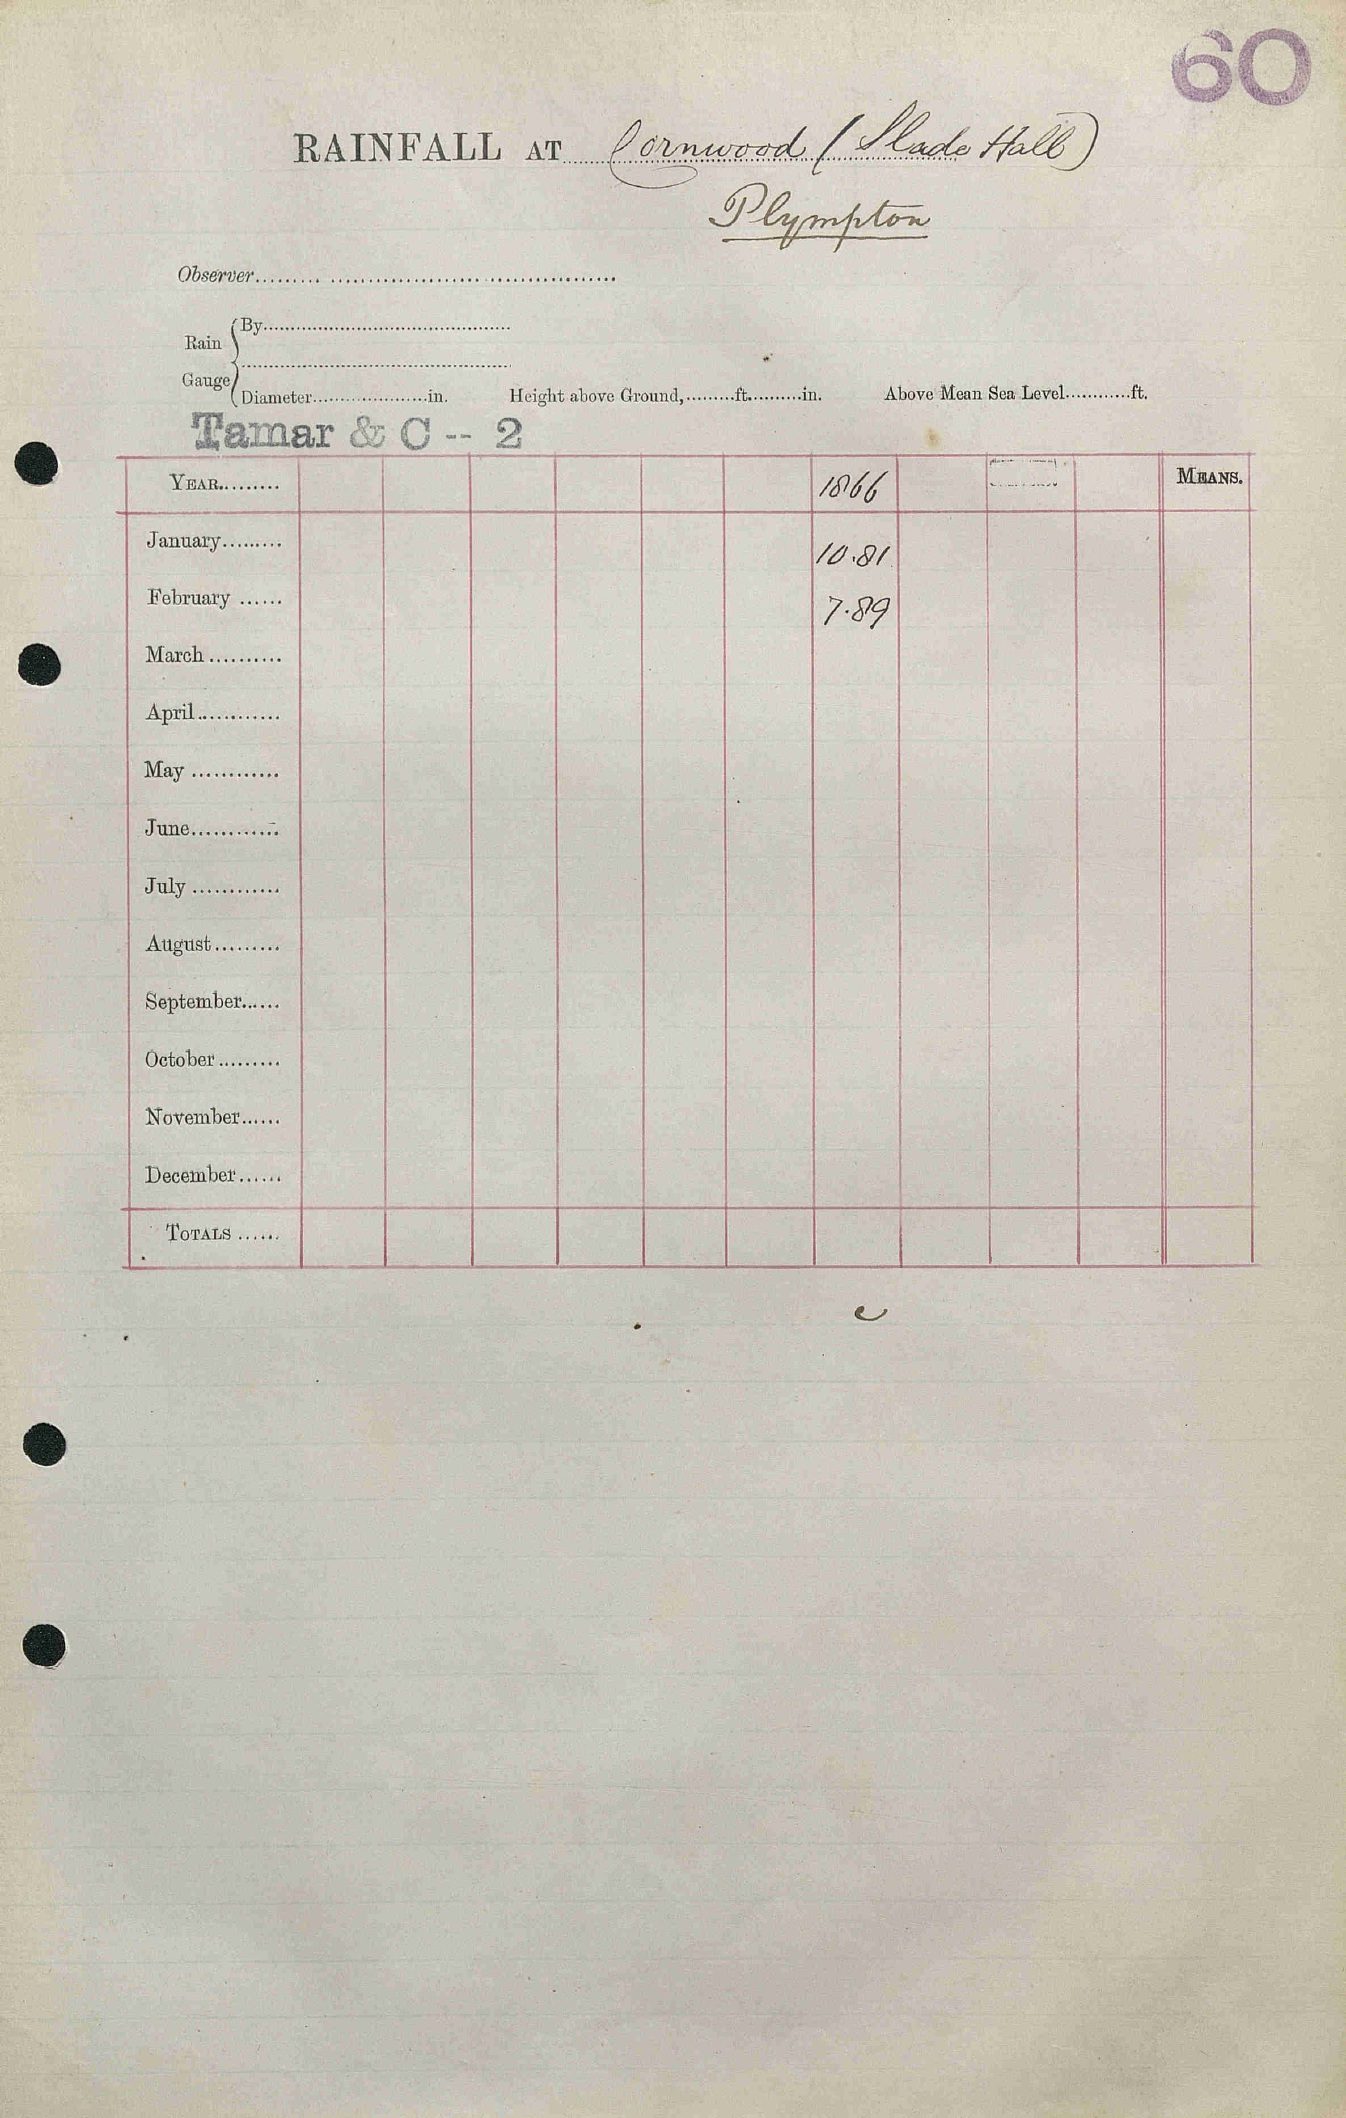 60
RAINFALL AT Cornwood (Slade Hall)
Plympton
Observer
Rain Gauge
By
Diameter in. Height above Ground, ft. in. Above Mean Sea Level ft.
Tamar & C -- 2
YEAR 1866 MEANS.
January 10.81
February 7.89
March
April
May
June
July
August
September
October
November
December
TOTALS